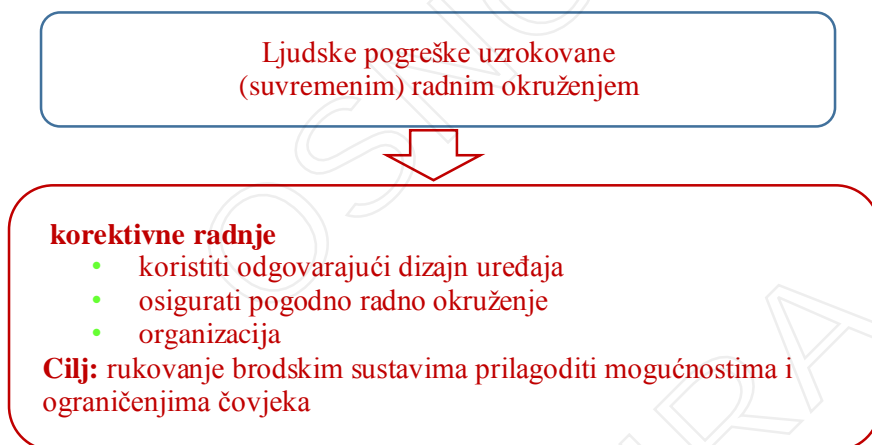 Ljudske pogreške uzrokovane
(suvremenim) radnim okruženjem
korektivne radnje
• koristiti odgovarajući dizajn uređaja
• osigurati pogodno radno okruženje
• organizacija
Cilj: rukovanje brodskim sustavima prilagoditi mogućnostima i
ograničenjima čovjeka